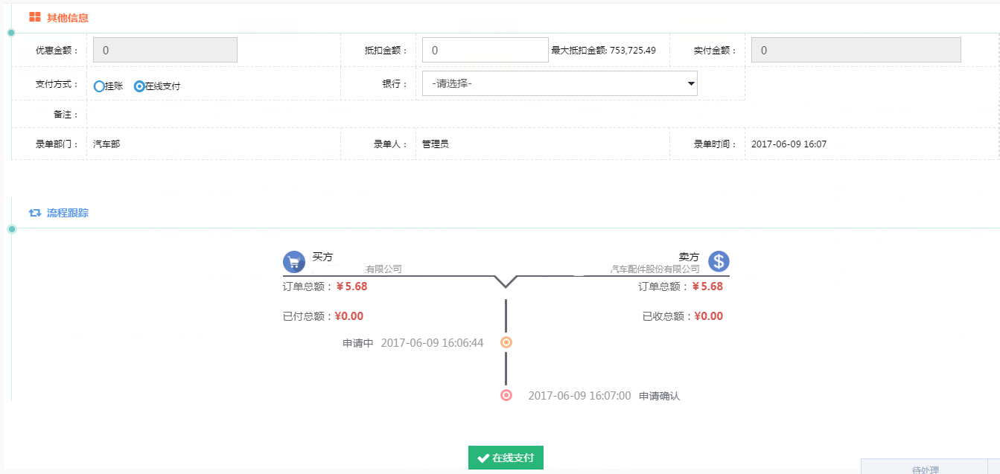 其他信息
优惠金额： 0 抵扣金额： 0 最大抵扣金额: 753,725.49 实付金额： 0
支付方式： 挂账 在线支付 银行： -请选择-
备注：
录单部门： 汽车部 录单人： 管理员 录单时间： 2017-06-09 16:07
流程跟踪
买方 卖方
有限公司 汽车配件股份有限公司
订单总额：￥5.68 订单总额：￥5.68
已付总额：¥0.00 已收总额：¥0.00
申请中 2017-06-09 16:06:44
2017-06-09 16:07:00 申请确认
在线支付
待处理